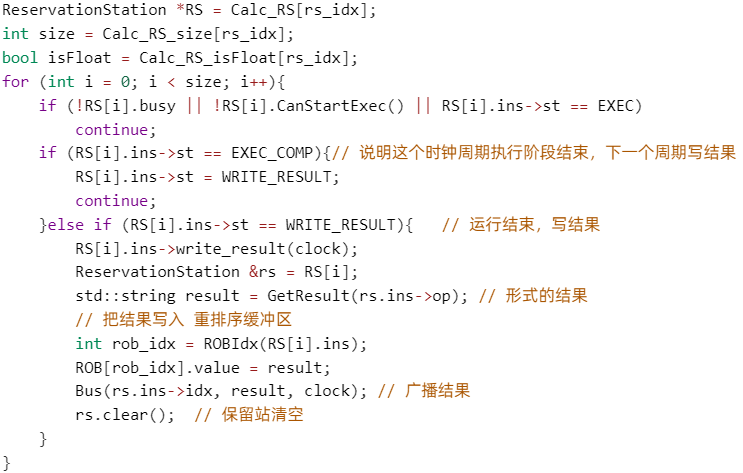 ReservationStation *RS = Calc_RS[rs_idx];
int size = Calc_RS_size[rs_idx];
bool isFloat = Calc_RS_isFloat[rs_idx];
for (int i = 0; i < size; i++){
    if (!RS[i].busy || !RS[i].CanStartExec() || RS[i].ins->st == EXEC)
        continue;
    if (RS[i].ins->st == EXEC_COMP){// 说明这个时钟周期执行阶段结束，下一个周期写结果
        RS[i].ins->st = WRITE_RESULT;
        continue;
    }else if (RS[i].ins->st == WRITE_RESULT){   // 运行结束，写结果
        RS[i].ins->write_result(clock);
        ReservationStation &rs = RS[i];
        std::string result = GetResult(rs.ins->op); // 形式的结果
        // 把结果写入 重排序缓冲区
        int rob_idx = ROBIdx(RS[i].ins);
        ROB[rob_idx].value = result;
        Bus(rs.ins->idx, result, clock); // 广播结果
        rs.clear();  // 保留站清空
    }
}